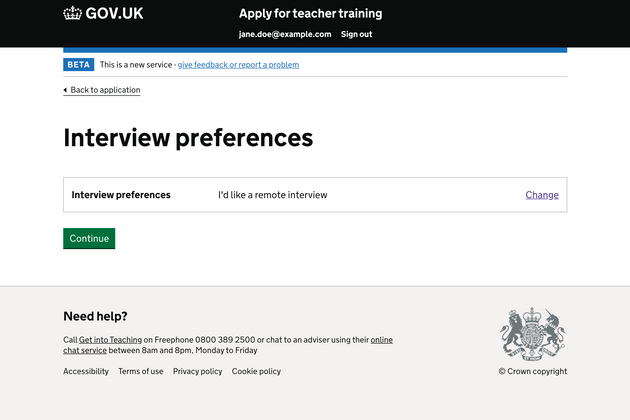 GOV.UK
Apply for teacher training
jane.doe@example.com Sign out
BETA This is a new service - give feedback or report a problem
Back to application
Interview preferences
Interview preferences I'd like a remote interview Change
Continue
Need help?
Call Get into Teaching on Freephone 0800 389 2500 or chat to an adviser using their online
chat service between 8am and 8pm, Monday to Friday
Accessibility Terms of use Privacy policy Cookie policy
© Crown copyright